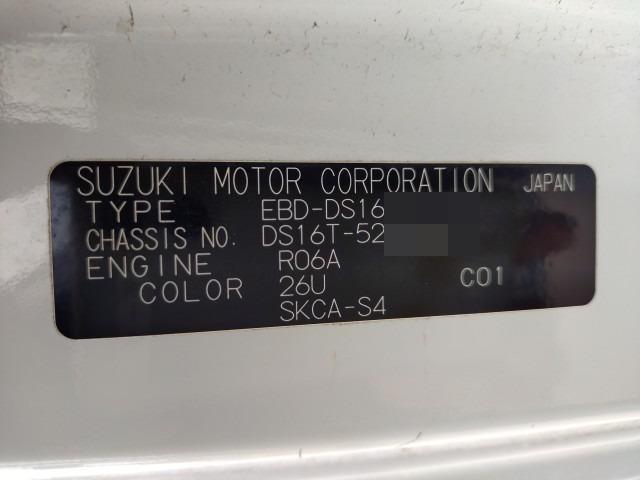 SUZUKI MOTOR CORPORATION JAPAN
TYPE EBD-DS16
CHASSIS NO. DS16T-52
ENGINE R06A
COLOR 26U C01
SKCA-S4